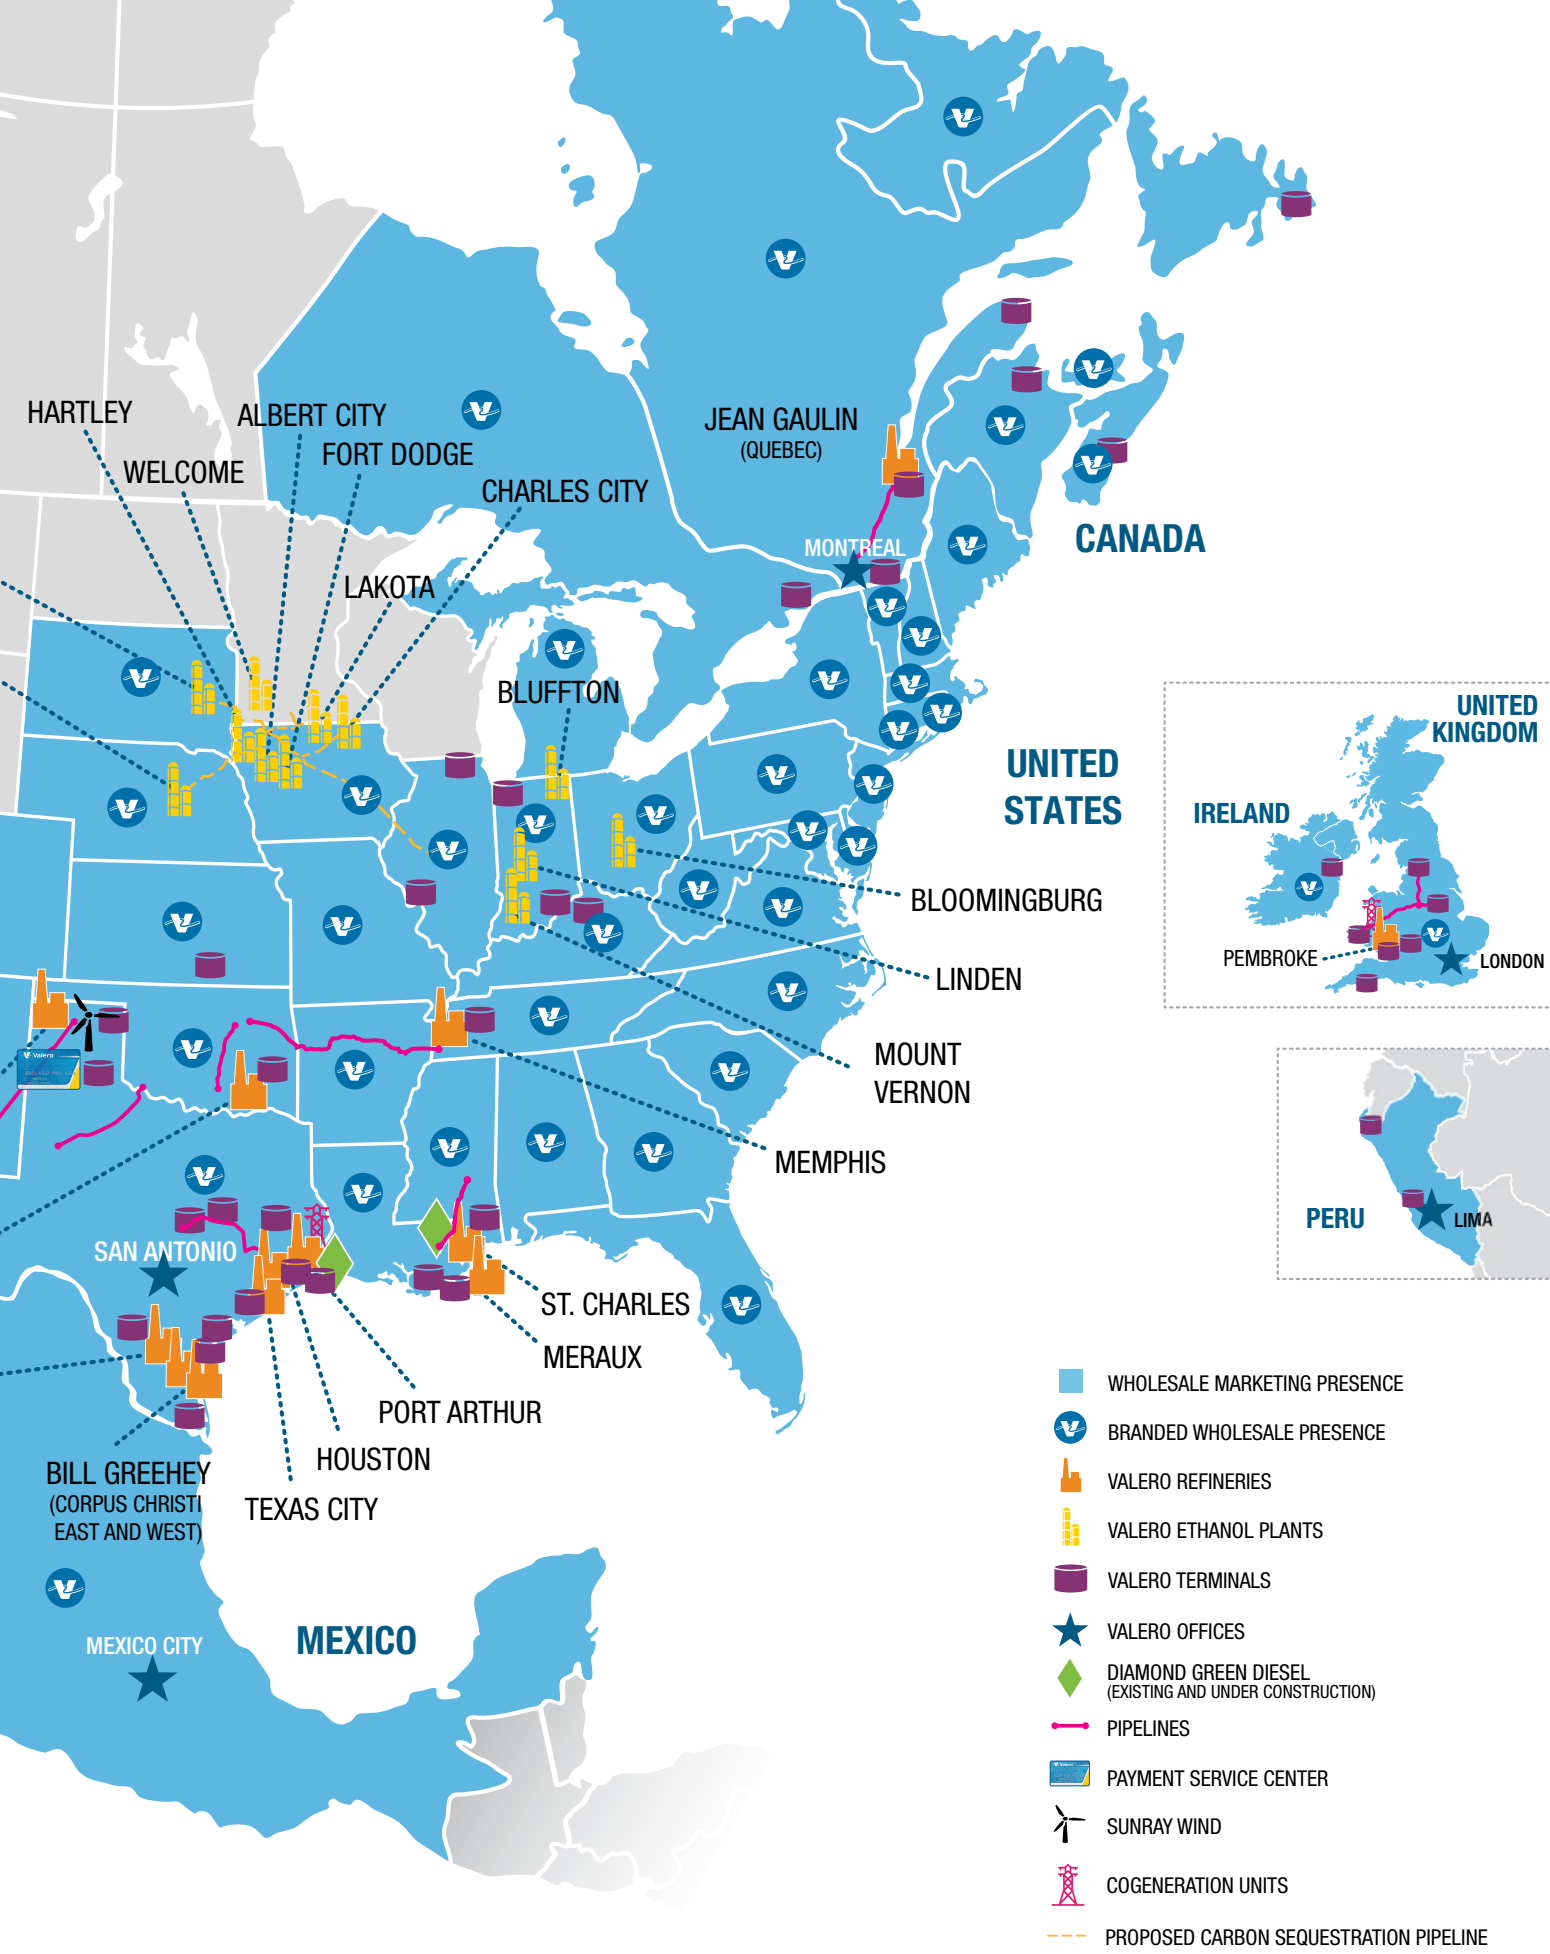 HARTLEY
ALBERT CITY
WELCOME
FORT DODGE
CHARLES CITY
LAKOTA
JEAN GAULIN
(QUEBEC)
MONTREAL
CANADA
BLUFFTON
UNITED
STATES
UNITED
KINGDOM
IRELAND
PEMBROKE
LONDON
BLOOMINGBURG
LINDEN
MOUNT
VERNON
MEMPHIS
Valero
PERU
LIMA
SAN ANTONIO
ST. CHARLES
MERAUX
PORT ARTHUR
HOUSTON
TEXAS CITY
BILL GREEHEY
(CORPUS CHRISTI
EAST AND WEST)
MEXICO CITY
MEXICO
WHOLESALE MARKETING PRESENCE
BRANDED WHOLESALE PRESENCE
VALERO REFINERIES
VALERO ETHANOL PLANTS
VALERO TERMINALS
VALERO OFFICES
DIAMOND GREEN DIESEL
(EXISTING AND UNDER CONSTRUCTION)
PIPELINES
PAYMENT SERVICE CENTER
SUNRAY WIND
COGENERATION UNITS
PROPOSED CARBON SEQUESTRATION PIPELINE